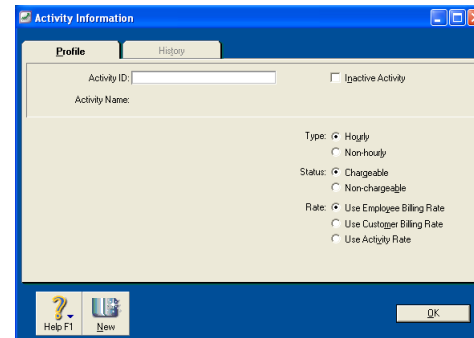 Activity Information
Profile
History
Activity ID:
Inactive Activity
Activity Name:
Type: Hourly
Non-hourly
Status: Chargeable
Non-chargeable
Rate: Use Employee Billing Rate
Use Customer Billing Rate
Use Activity Rate
Help F1
New
OK